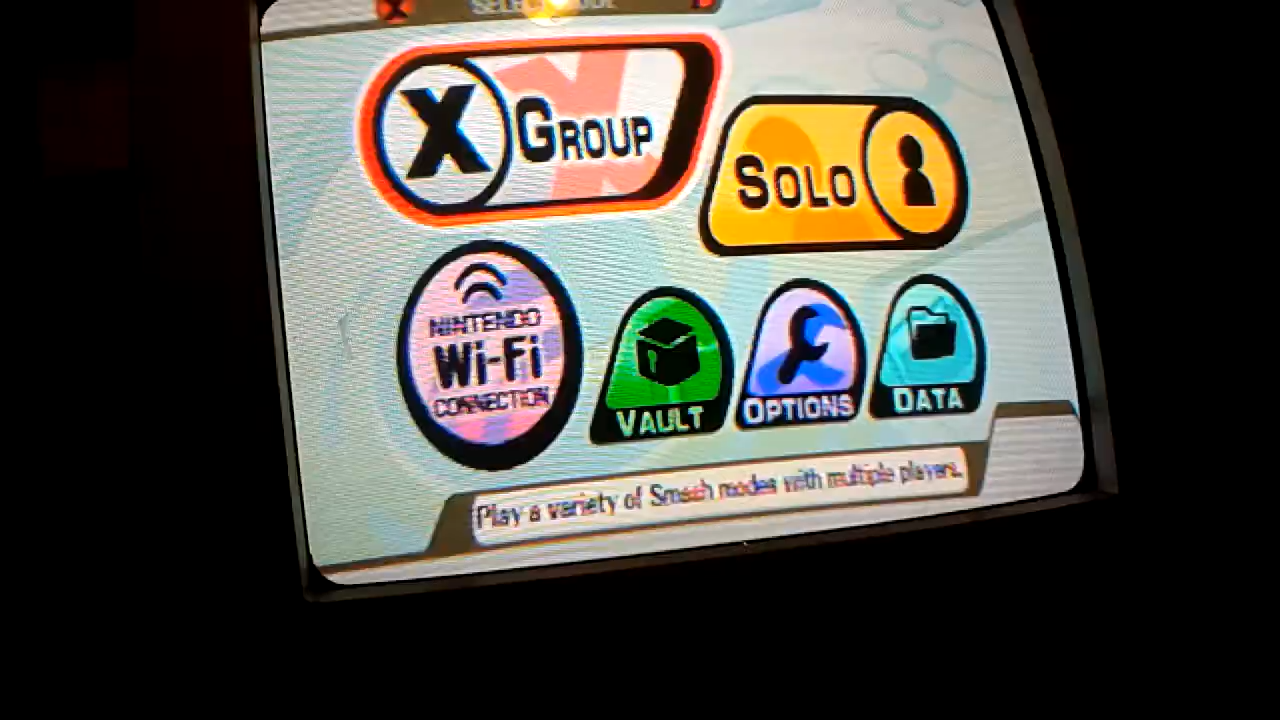 X GROUP
SOLO
NINTENDO
Wi-Fi
CONNECTION
VAULT
OPTIONS
DATA
Play a variety of Smash modes with multiple players.